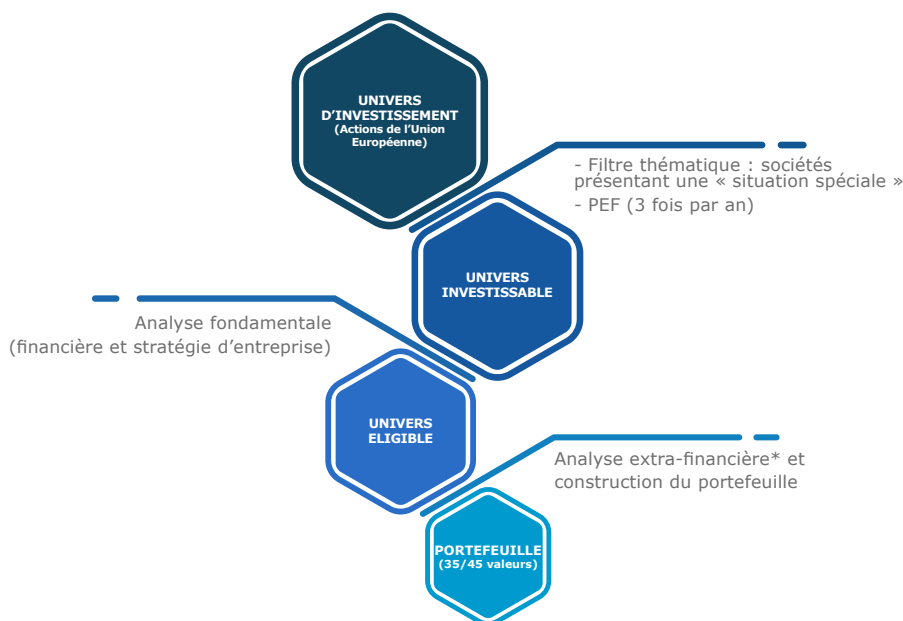 UNIVERS
D'INVESTISSEMENT
(Actions de l'Union
Européenne)
- Filtre thématique : sociétés
présentant une « situation spéciale »
- PEF (3 fois par an)
UNIVERS
INVESTISSABLE
Analyse fondamentale
(financière et stratégie d'entreprise)
UNIVERS
ELIGIBLE
Analyse extra-financière* et
construction du portefeuille
PORTEFEUILLE
(35/45 valeurs)